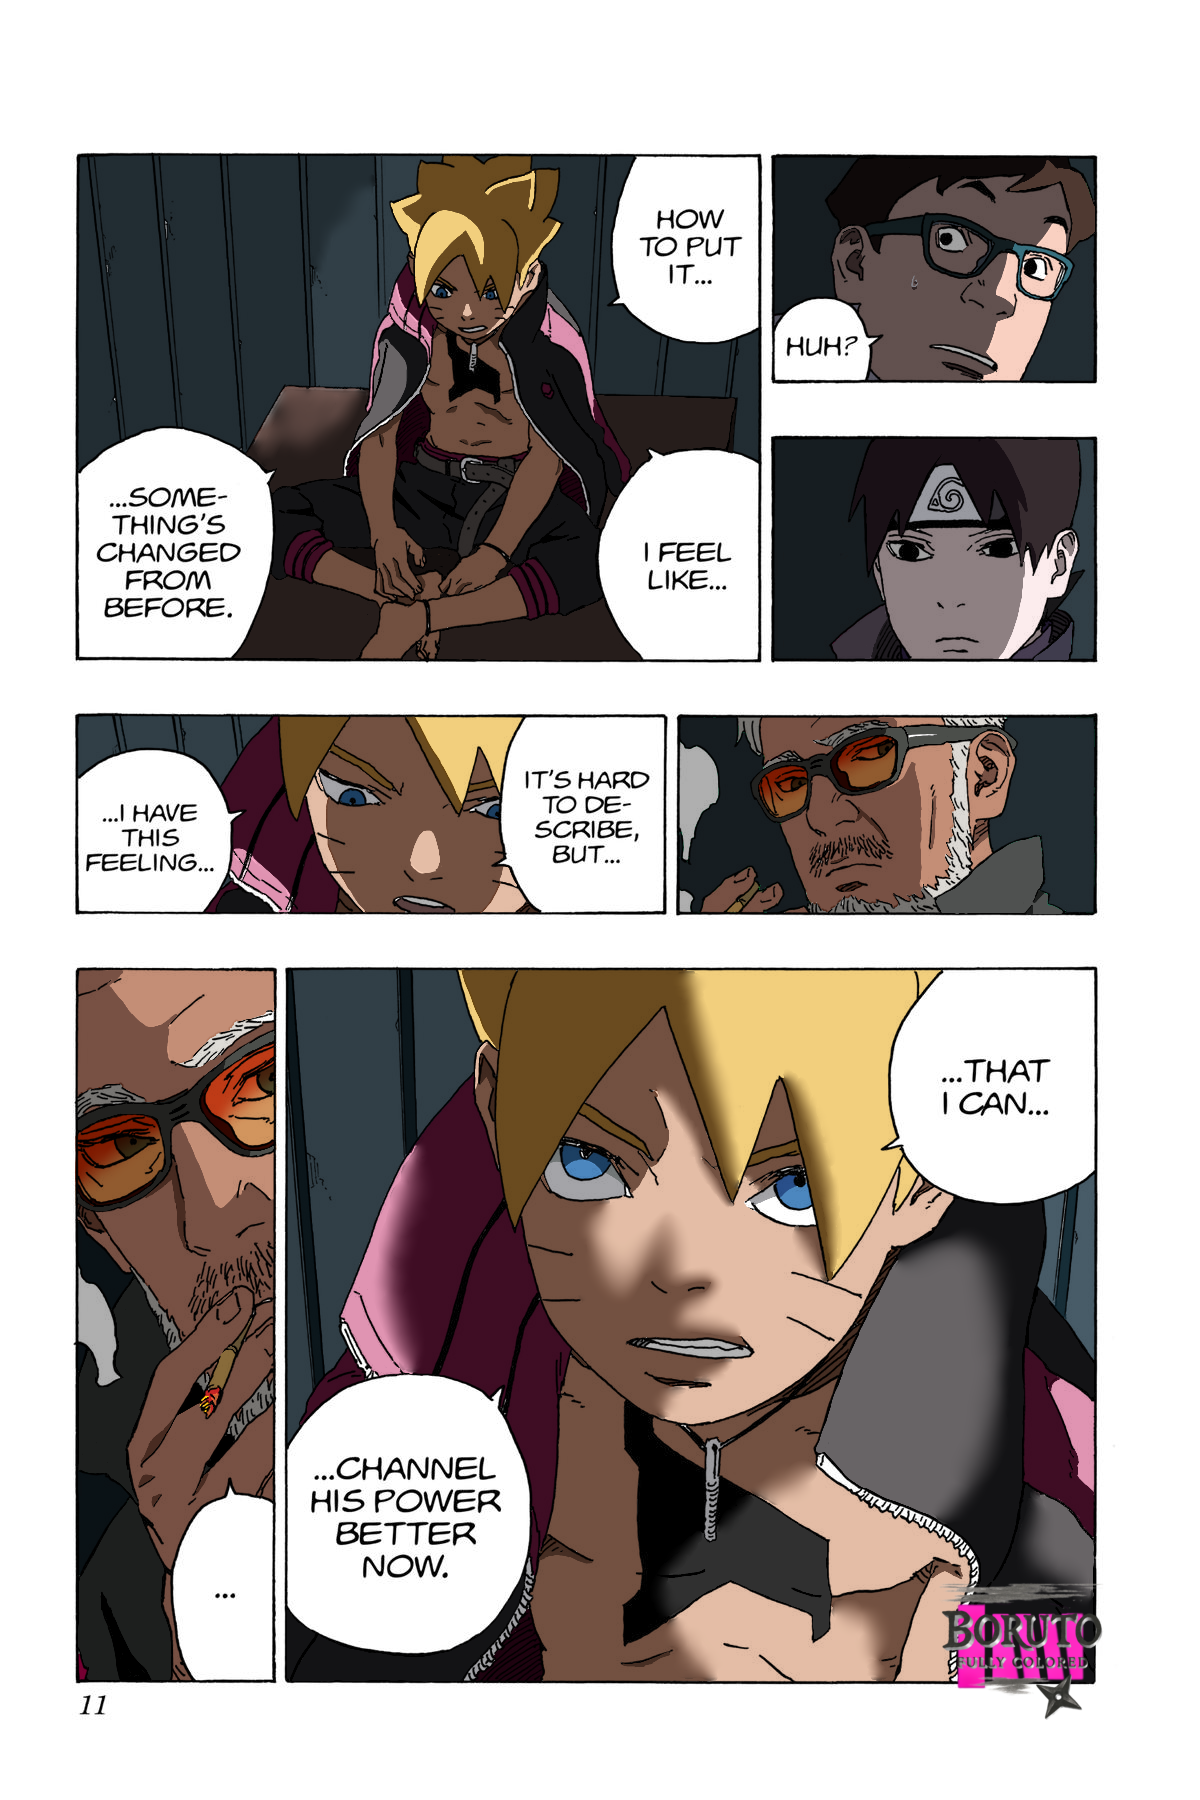 HUH?
HOW
TO PUT
IT...
I FEEL
LIKE...
...SOME-
THING'S
CHANGED
FROM
BEFORE.
IT'S HARD
TO DE-
SCRIBE,
BUT...
...I HAVE
THIS
FEELING...
...THAT
I CAN...
...CHANNEL
HIS POWER
BETTER
NOW.
...
BORUTO
FULLY COLORED
11